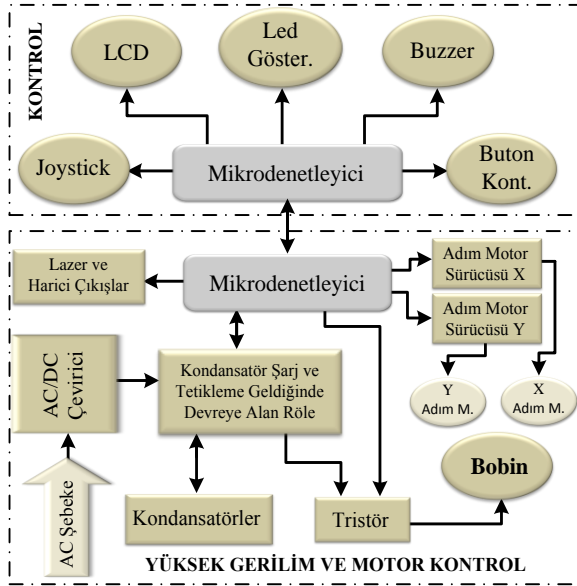 KONTROL
LCD
Led
Göster.
Buzzer
Joystick
Mikrodenetleyici
Buton
Kont.
Mikrodenetleyici
Lazer ve
Harici Çıkışlar
Adım Motor
Sürücüsü X
Adım Motor
Sürücüsü Y
AC/DC
Çevirici
Kondansatör Şarj ve
Tetikleme Geldiğinde
Devreye Alan Röle
Y
Adım M.
X
Adım M.
AC Şebeke
Kondansatörler
Tristör
Bobin
YÜKSEK GERİLİM VE MOTOR KONTROL